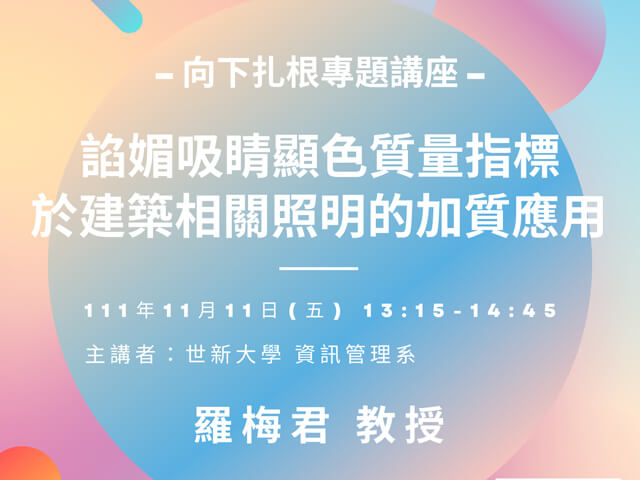 – 向下扎根專題講座 –
諂媚吸睛顯色質量指標
於建築相關照明的加質應用
111年11月11日(五) 13:15-14:45
主講者：世新大學 資訊管理系
羅梅君 教授